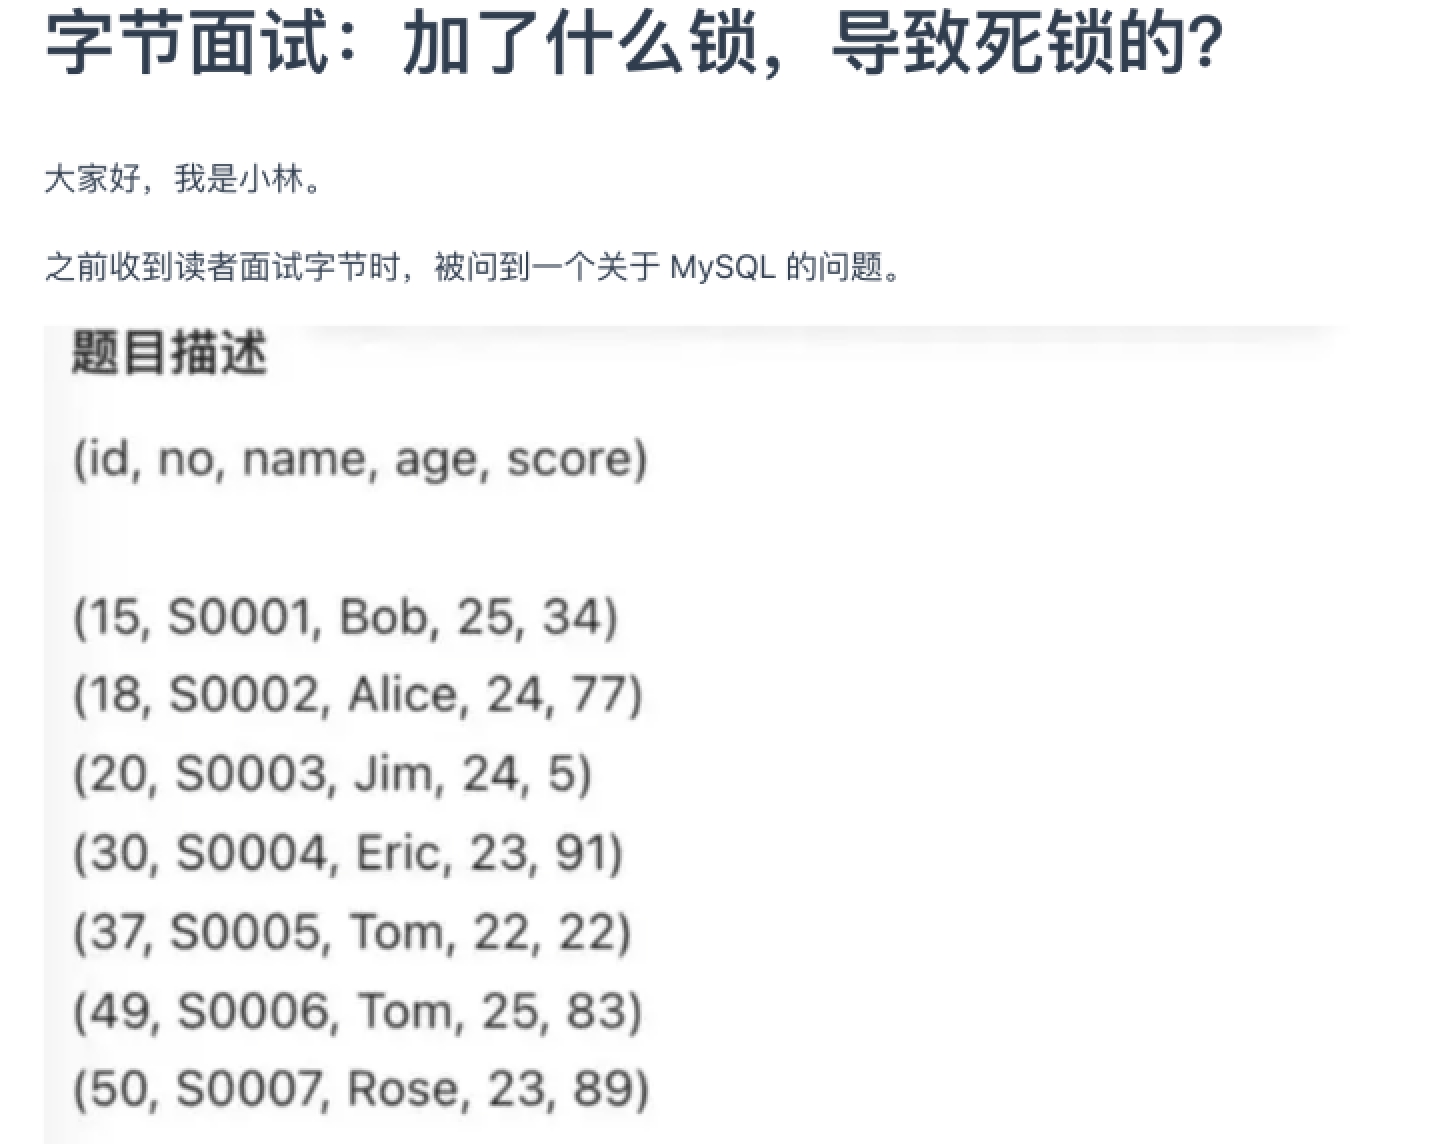 字节面试：加了什么锁，导致死锁的？
大家好，我是小林。
之前收到读者面试字节时，被问到一个关于 MySQL 的问题。
题目描述
(id, no, name, age, score)
(15, S0001, Bob, 25, 34)
(18, S0002, Alice, 24, 77)
(20, S0003, Jim, 24, 5)
(30, S0004, Eric, 23, 91)
(37, S0005, Tom, 22, 22)
(49, S0006, Tom, 25, 83)
(50, S0007, Rose, 23, 89)